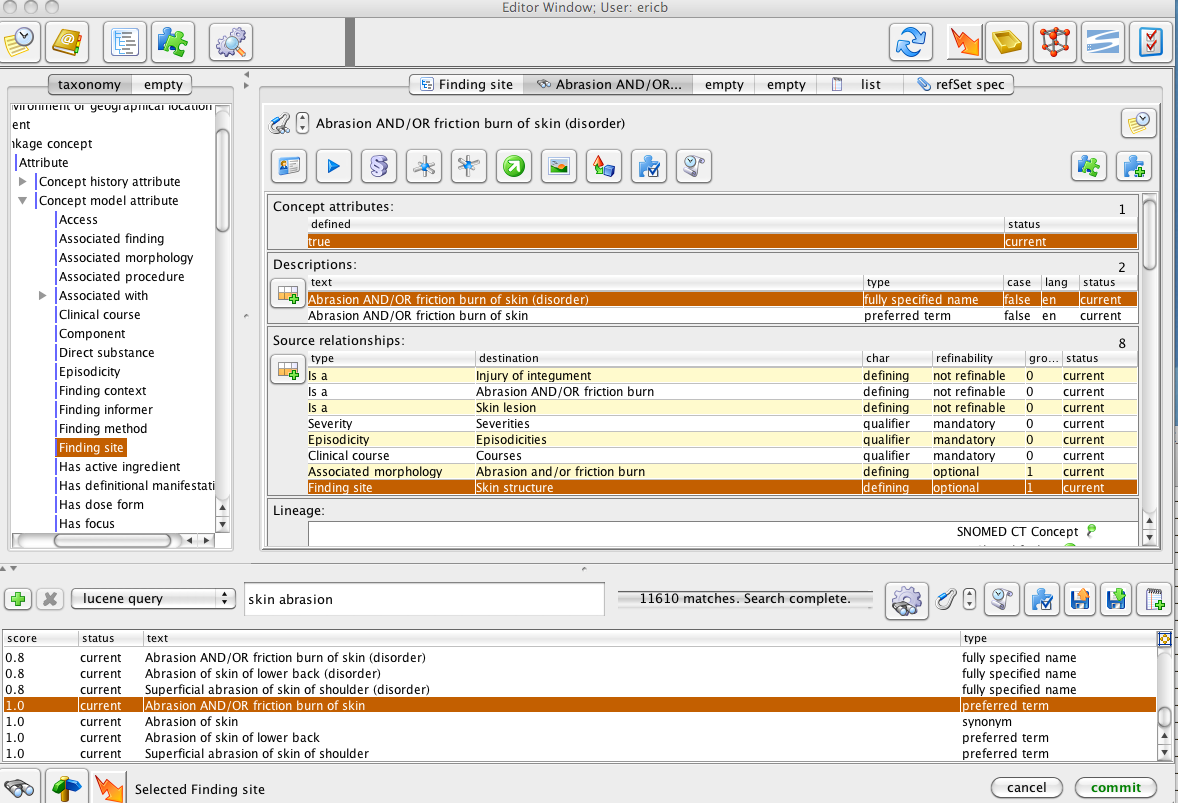 Editor Window; User: ericb
taxonomy empty
Finding site Abrasion AND/OR... empty empty list refSet spec
vironment or geographical location
ent
kage concept
Attribute
Concept history attribute
Concept model attribute
Access
Associated finding
Associated morphology
Associated procedure
Associated with
Clinical course
Component
Direct substance
Episodicity
Finding context
Finding informer
Finding method
Finding site
Has active ingredient
Has definitional manifestati
Has dose form
Has focus
Abrasion AND/OR friction burn of skin (disorder)
Concept attributes: 1
defined status
true current
Descriptions: 2
text type case lang status
Abrasion AND/OR friction burn of skin (disorder) fully specified name false en current
Abrasion AND/OR friction burn of skin preferred term false en current
Source relationships: 8
type destination char refinability gro... status
Is a Injury of integument defining not refinable 0 current
Is a Abrasion AND/OR friction burn defining not refinable 0 current
Is a Skin lesion defining not refinable 0 current
Severity Severities qualifier mandatory 0 current
Episodicity Episodicities qualifier mandatory 0 current
Clinical course Courses qualifier mandatory 0 current
Associated morphology Abrasion and/or friction burn defining optional 1 current
Finding site Skin structure defining optional 1 current
Lineage:
SNOMED CT Concept
lucene query skin abrasion 11610 matches. Search complete.
score status text type
0.8 current Abrasion AND/OR friction burn of skin (disorder) fully specified name
0.8 current Abrasion of skin of lower back (disorder) fully specified name
0.8 current Superficial abrasion of skin of shoulder (disorder) fully specified name
1.0 current Abrasion AND/OR friction burn of skin preferred term
1.0 current Abrasion of skin synonym
1.0 current Abrasion of skin of lower back preferred term
1.0 current Superficial abrasion of skin of shoulder preferred term
Selected Finding site cancel commit